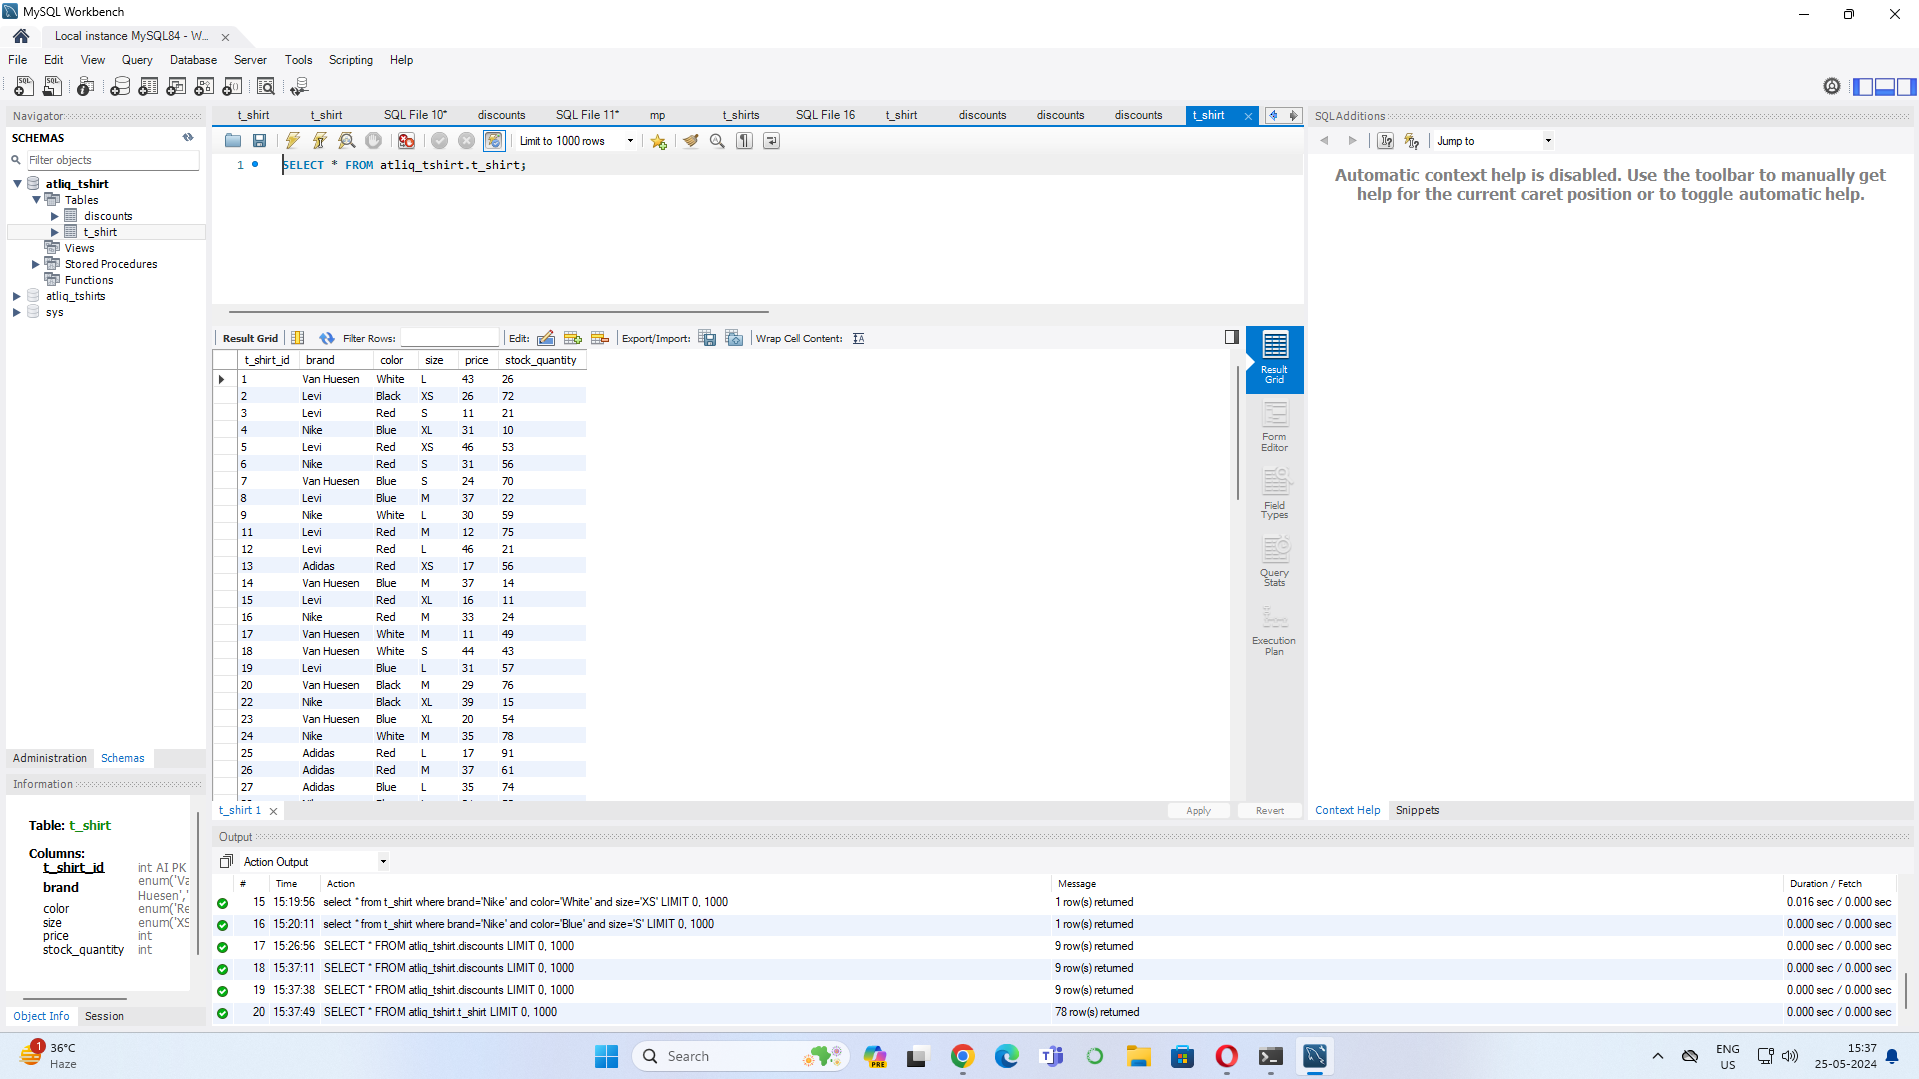 MySQL Workbench
Local instance MySQL84 - W...
File Edit View Query Database Server Tools Scripting Help
Navigator
SCHEMAS
Filter objects
atliq_tshirt
Tables
discounts
t_shirt
Views
Stored Procedures
Functions
atliq_tshirts
sys
Administration Schemas
Information
Table: t_shirt
Columns:
t_shirt_id int AI PK
brand enum('Va
Huesen','
color enum('Re
size enum('XS
price int
stock_quantity int
Object Info Session
t_shirt t_shirt SQL File 10* discounts SQL File 11* mp t_shirts SQL File 16 t_shirt discounts discounts discounts t_shirt
Limit to 1000 rows
1 SELECT * FROM atliq_tshirt.t_shirt;
Result Grid Filter Rows: Edit: Export/Import: Wrap Cell Content:
t_shirt_id brand color size price stock_quantity
1 Van Huesen White L 43 26
2 Levi Black XS 26 72
3 Levi Red S 11 21
4 Nike Blue XL 31 10
5 Levi Red XS 46 53
6 Nike Red S 31 56
7 Van Huesen Blue S 24 70
8 Levi Blue M 37 22
9 Nike White L 30 59
11 Levi Red M 12 75
12 Levi Red L 46 21
13 Adidas Red XS 17 56
14 Van Huesen Blue M 37 14
15 Levi Red XL 16 11
16 Nike Red M 33 24
17 Van Huesen White M 11 49
18 Van Huesen White S 44 43
19 Levi Blue L 31 57
20 Van Huesen Black M 29 76
22 Nike Black XL 39 15
23 Van Huesen Blue XL 20 54
24 Nike White M 35 78
25 Adidas Red L 17 91
26 Adidas Red M 37 61
27 Adidas Blue L 35 74
Result
Grid
Form
Editor
Field
Types
Query
Stats
Execution
Plan
t_shirt 1 Apply Revert
SQLAdditions
Jump to
Automatic context help is disabled. Use the toolbar to manually get
help for the current caret position or to toggle automatic help.
Context Help Snippets
Output
Action Output
# Time Action Message Duration / Fetch
15 15:19:56 select * from t_shirt where brand='Nike' and color='White' and size='XS' LIMIT 0, 1000 1 row(s) returned 0.016 sec / 0.000 sec
16 15:20:11 select * from t_shirt where brand='Nike' and color='Blue' and size='S' LIMIT 0, 1000 1 row(s) returned 0.000 sec / 0.000 sec
17 15:26:56 SELECT * FROM atliq_tshirt.discounts LIMIT 0, 1000 9 row(s) returned 0.000 sec / 0.000 sec
18 15:37:11 SELECT * FROM atliq_tshirt.discounts LIMIT 0, 1000 9 row(s) returned 0.000 sec / 0.000 sec
19 15:37:38 SELECT * FROM atliq_tshirt.discounts LIMIT 0, 1000 9 row(s) returned 0.000 sec / 0.000 sec
20 15:37:49 SELECT * FROM atliq_tshirt.t_shirt LIMIT 0, 1000 78 row(s) returned 0.000 sec / 0.000 sec
1
36°C
Haze
Search
PRE
ENG
US
15:37
25-05-2024